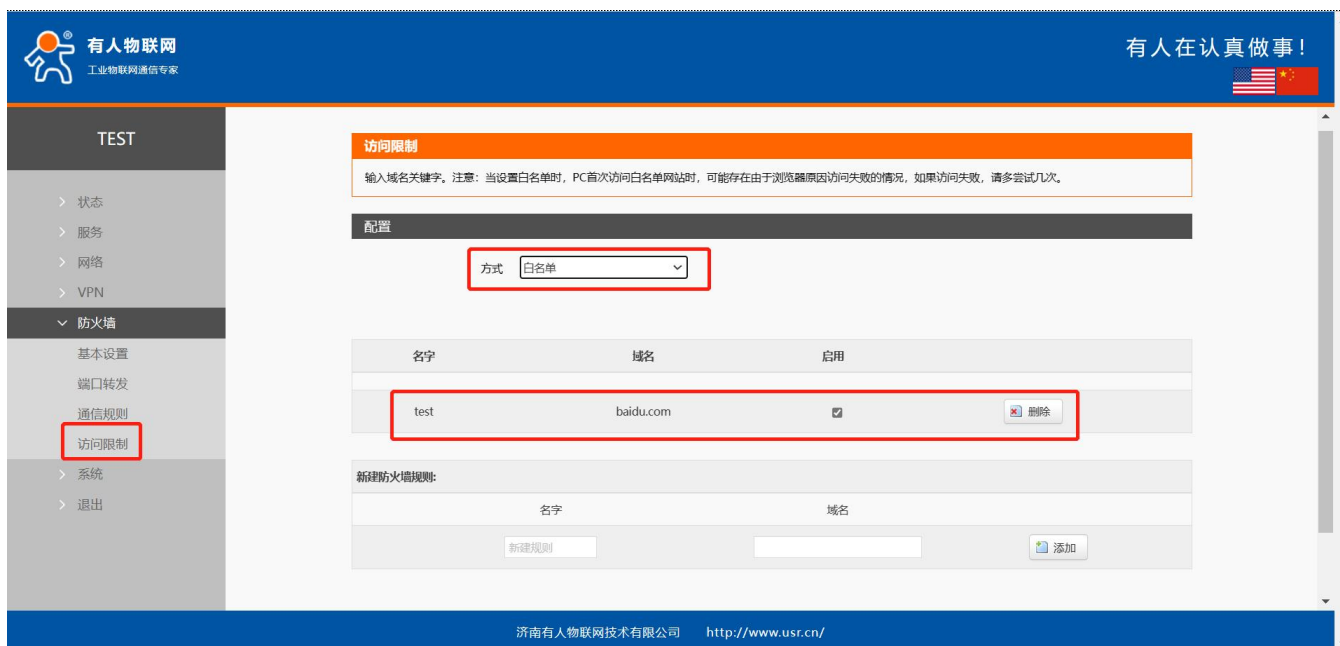 有人物联网
工业物联网通信专家
有人在认真做事!
TEST
状态
服务
网络
VPN
防火墙
基本设置
端口转发
通信规则
访问限制
系统
退出
访问限制
输入域名关键字。注意：当设置白名单时，PC首次访问白名单网站时，可能存在由于浏览器原因访问失败的情况，如果访问失败，请多尝试几次。
配置
方式 白名单
名字 域名 启用
test baidu.com 删除
新建防火墙规则:
名字 域名
新建规则 添加
济南有人物联网技术有限公司 http://www.usr.cn/